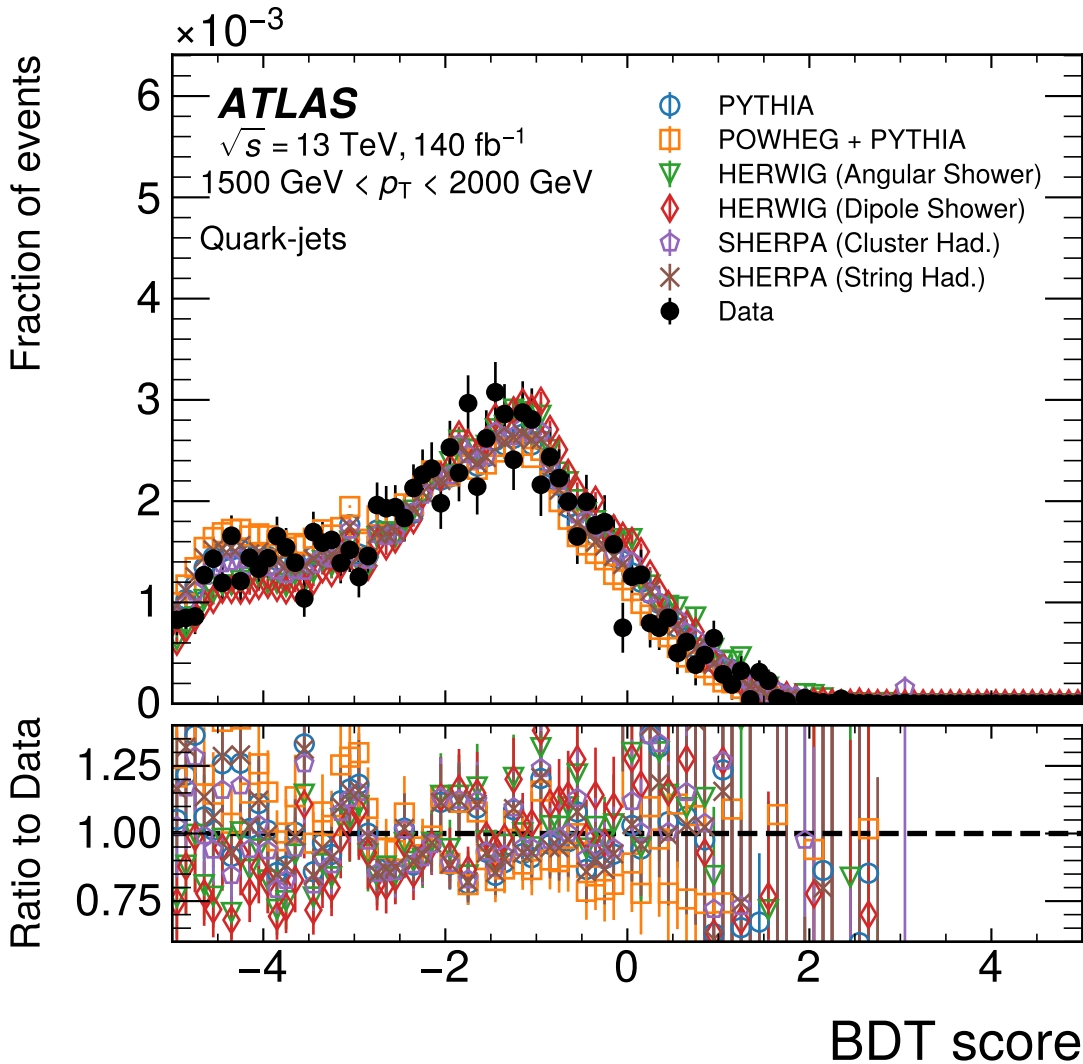 ×10⁻³
Fraction of events
6
5
4
3
2
1
0
ATLAS
√s = 13 TeV, 140 fb⁻¹
1500 GeV < pT < 2000 GeV
Quark-jets
PYTHIA
POWHEG + PYTHIA
HERWIG (Angular Shower)
HERWIG (Dipole Shower)
SHERPA (Cluster Had.)
SHERPA (String Had.)
Data
Ratio to Data
1.25
1.00
0.75
−4 −2 0 2 4
BDT score